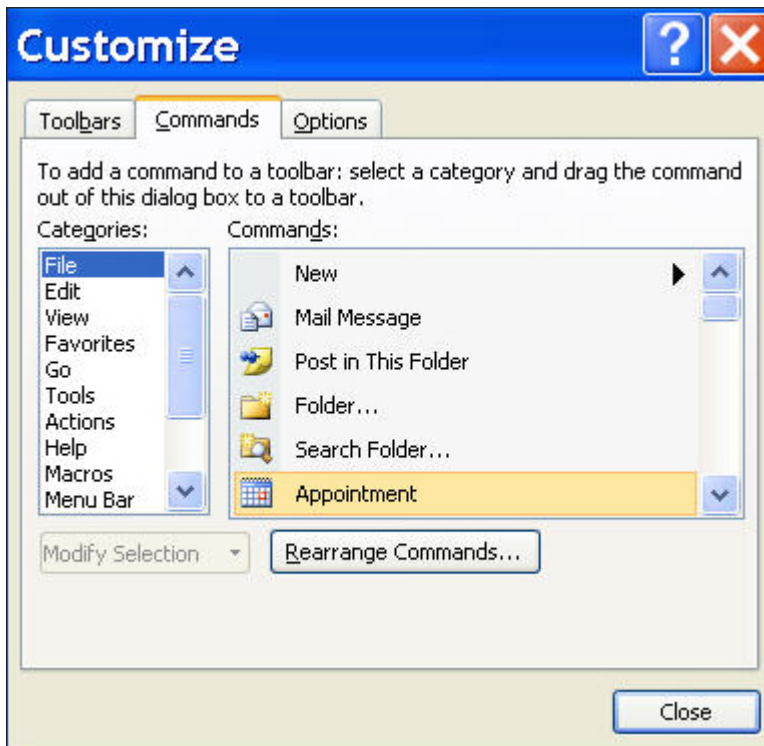 Customize
Toolbars Commands Options
To add a command to a toolbar: select a category and drag the command
out of this dialog box to a toolbar.
Categories: Commands:
File
Edit
View
Favorites
Go
Tools
Actions
Help
Macros
Menu Bar
New
Mail Message
Post in This Folder
Folder...
Search Folder...
Appointment
Modify Selection Rearrange Commands...
Close